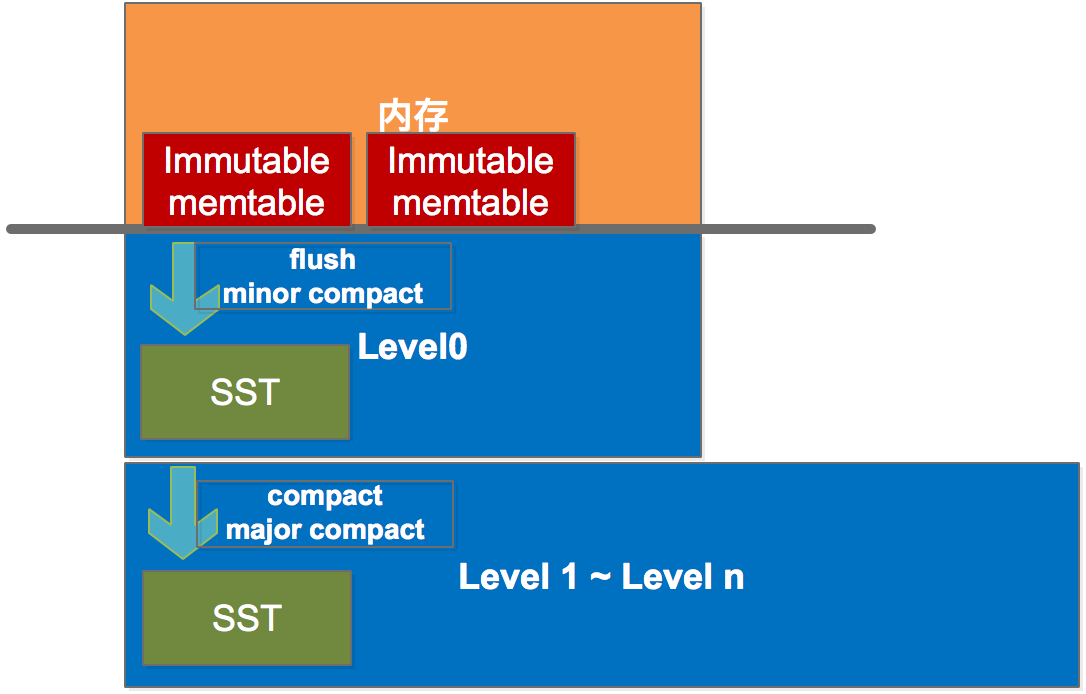 内存
Immutable
memtable
Immutable
memtable
flush
minor compact
Level0
SST
compact
major compact
Level 1 ~ Level n
SST